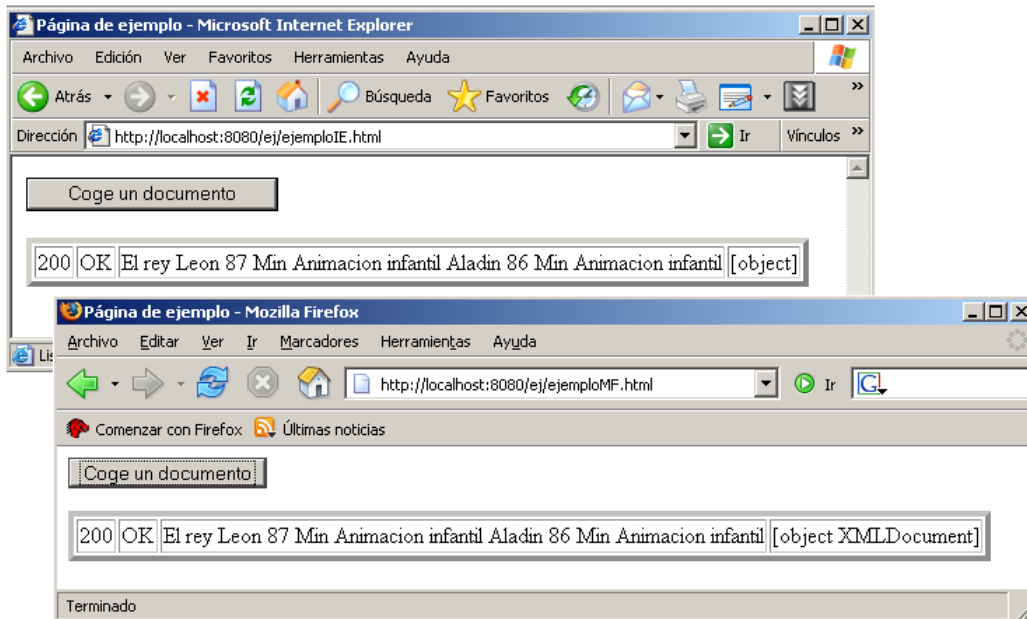 Página de ejemplo - Microsoft Internet Explorer
Archivo Edición Ver Favoritos Herramientas Ayuda
Atrás Búsqueda Favoritos »
Dirección http://localhost:8080/ej/ejemploIE.html Ir Vínculos »
Coge un documento
200 OK El rey Leon 87 Min Animacion infantil Aladin 86 Min Animacion infantil [object]
Lis
Página de ejemplo - Mozilla Firefox
Archivo Editar Ver Ir Marcadores Herramientas Ayuda
http://localhost:8080/ej/ejemploMF.html Ir G
Comenzar con Firefox Últimas noticias
Coge un documento
200 OK El rey Leon 87 Min Animacion infantil Aladin 86 Min Animacion infantil [object XMLDocument]
Terminado